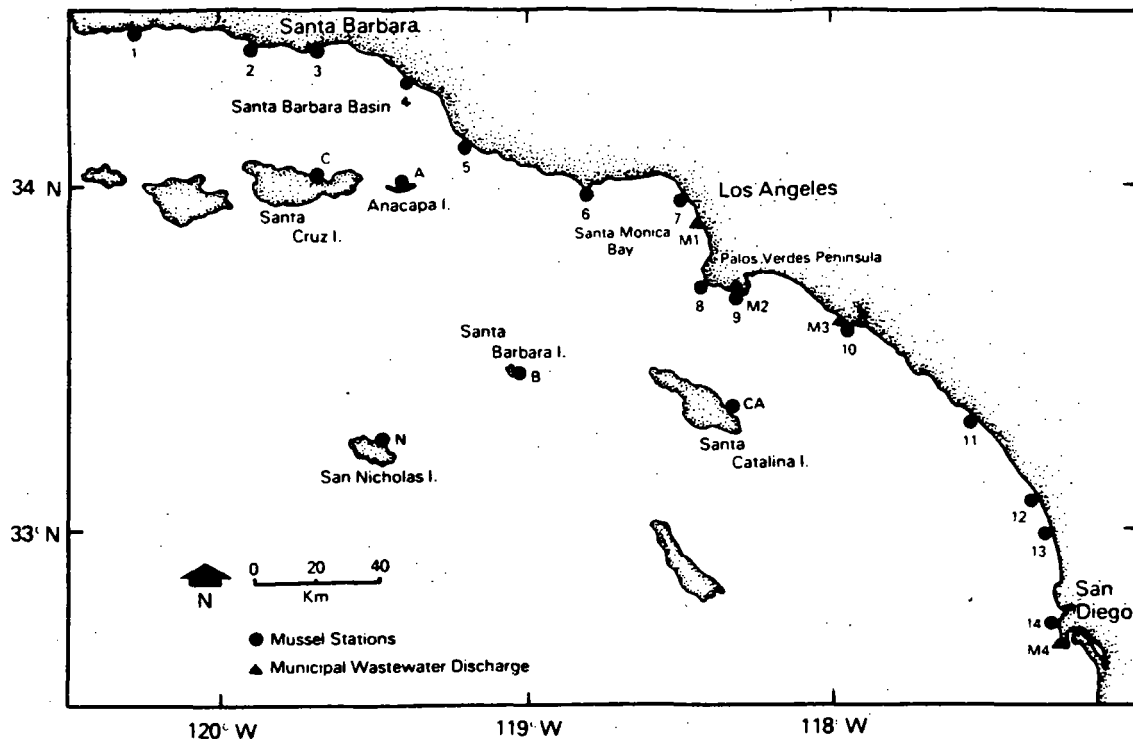 Santa Barbara
1
2
3
4
Santa Barbara Basin
5
34° N
C
A
Santa
Cruz I.
Anacapa I.
6
Santa Monica
Bay
7
M1
Los Angeles
Palos Verdes Peninsula
8
9
M2
M3
10
Santa
Barbara I.
B
CA
Santa
Catalina I.
N
San Nicholas I.
11
12
13
33° N
N
0 20 40
Km
Mussel Stations
Municipal Wastewater Discharge
San
Diego
14
M4
120° W
119° W
118° W